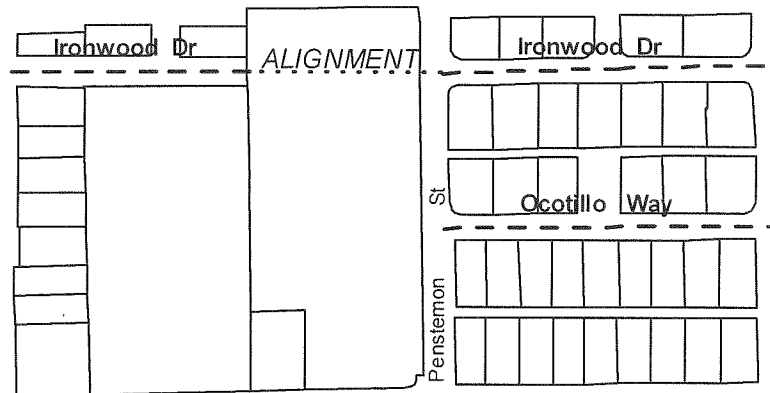 Ironwood Dr
ALIGNMENT
Ironwood Dr
Ocotillo Way
Penstemon St